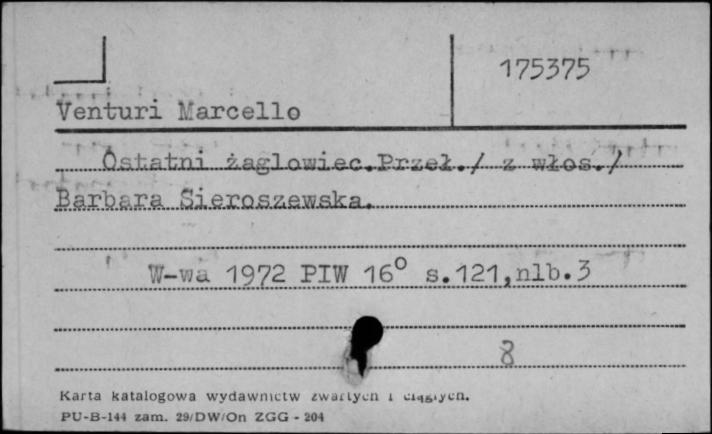 175375
Venturi Marcello
Ostatni żaglowiec.Przeł./ z włos./
Barbara Sieroszewska.
W-wa 1972 PIW 16° s.121,nlb.3
8
Karta katalogowa wydawnictw zwartych i ciągłych.
PU-B-144 zam. 29/DW/On ZGG - 204